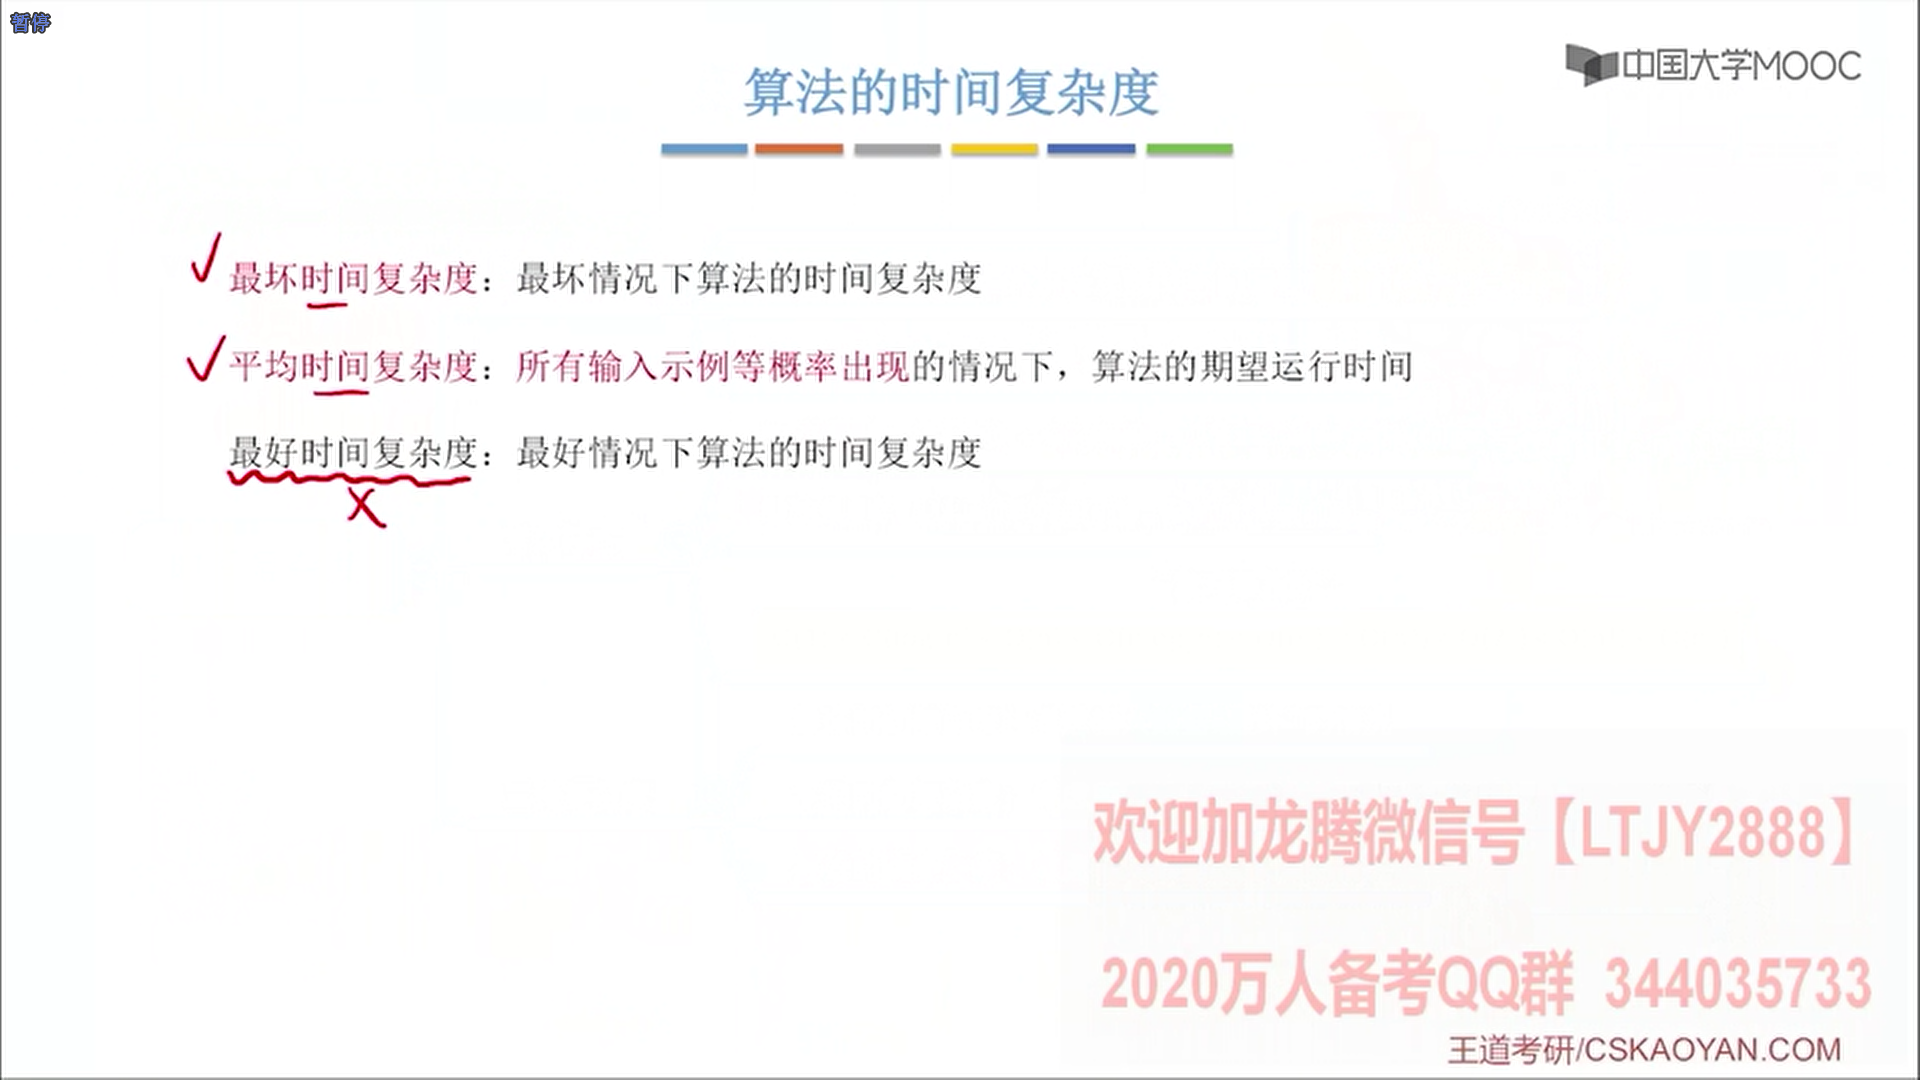 暂停
中国大学MOOC
算法的时间复杂度
最坏时间复杂度：最坏情况下算法的时间复杂度
平均时间复杂度：所有输入示例等概率出现的情况下，算法的期望运行时间
最好时间复杂度：最好情况下算法的时间复杂度
欢迎加龙腾微信号【LTJY2888】
2020万人备考QQ群 344035733
王道考研/CSKAOYAN.COM